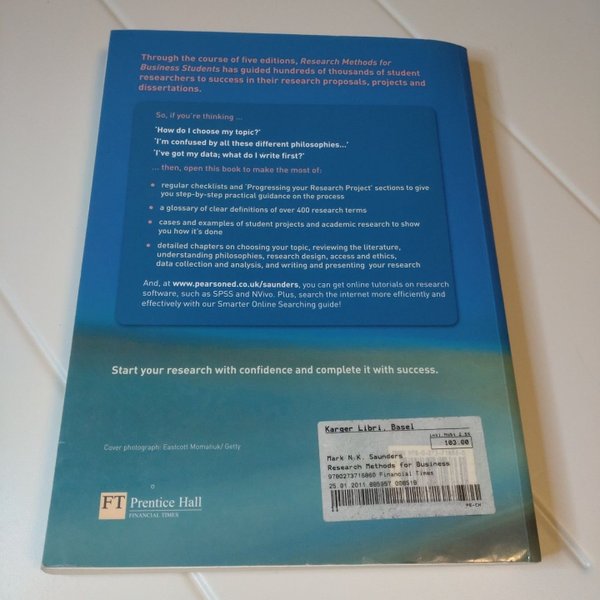 Through the course of five editions, Research Methods for
Business Students has guided hundreds of thousands of student
researchers to success in their research proposals, projects and
dissertations.
So, if you're thinking ...
'How do I choose my topic?'
'I'm confused by all these different philosophies...'
'I've got my data; what do I write first?'
... then, open this book to make the most of:
• regular checklists and 'Progressing your Research Project' sections to give
you step-by-step practical guidance on the process
• a glossary of clear definitions of over 400 research terms
• cases and examples of student projects and academic research to show
you how it's done
• detailed chapters on choosing your topic, reviewing the literature,
understanding philosophies, research design, access and ethics,
data collection and analysis, and writing and presenting your research
And, at www.pearsoned.co.uk/saunders, you can get online tutorials on research
software, such as SPSS and NVivo. Plus, search the internet more efficiently and
effectively with our Smarter Online Searching guide!
Start your research with confidence and complete it with success.
Karger Libri, Basel
103.00
Mark N.K. Saunders
Research Methods for Business
9780273716860 Financial Times
25.01.2011
PB-CH
Cover photograph: Eastcott Momatiuk/ Getty
FT Prentice Hall
FINANCIAL TIMES